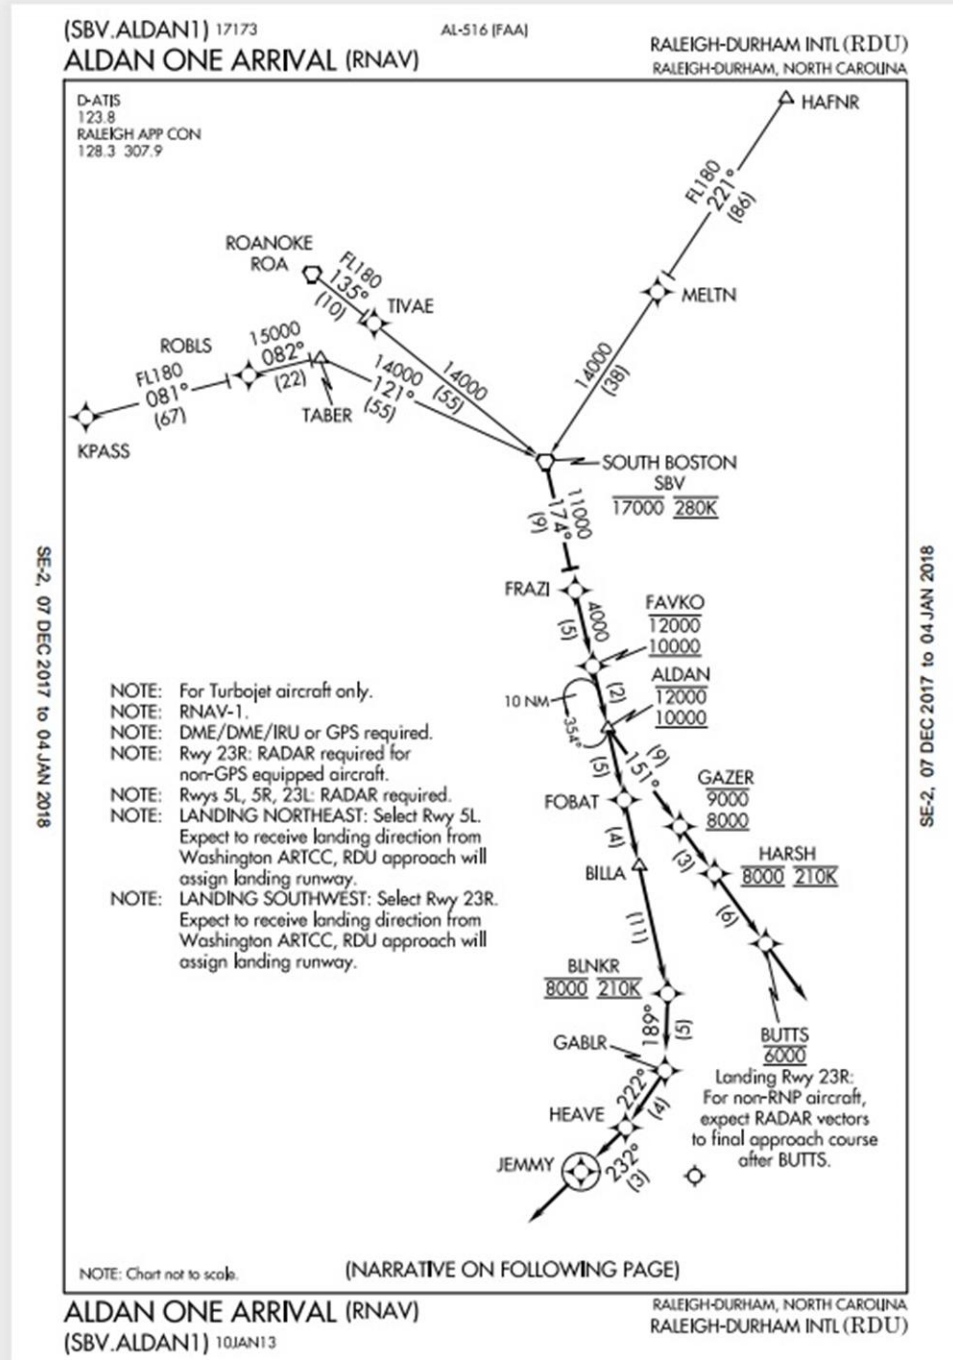 (SBV.ALDAN1) 17173
AL-516 (FAA)
RALEIGH-DURHAM INTL (RDU)
ALDAN ONE ARRIVAL (RNAV)
RALEIGH-DURHAM, NORTH CAROLINA
D-ATIS
123.8
RALEIGH APP CON
128.3 307.9
HAFNR
FL180
221°
(86)
MELTN
14000
(38)
ROANOKE
ROA
FL180
135°
(10)
TIVAE
14000
(55)
ROBLS
15000
082°
(22)
FL180
081°
(67)
KPASS
TABER
14000
121°
(55)
SOUTH BOSTON
SBV
17000 280K
11000
174°
(9)
FRAZI
4000
(5)
FAVKO
12000
10000
(2)
ALDAN
12000
10000
10 NM
354°
(9)
151°
(5)
GAZER
9000
8000
FOBAT
(4)
(3)
HARSH
8000 210K
BILLA
(6)
(11)
BLNKR
8000 210K
189°
(5)
BUTTS
6000
GABLR
Landing Rwy 23R:
For non-RNP aircraft,
expect RADAR vectors
to final approach course
after BUTTS.
222°
(4)
HEAVE
JEMMY
232°
(3)
NOTE: For Turbojet aircraft only.
NOTE: RNAV-1.
NOTE: DME/DME/IRU or GPS required.
NOTE: Rwy 23R: RADAR required for
non-GPS equipped aircraft.
NOTE: Rwys 5L, 5R, 23L: RADAR required.
NOTE: LANDING NORTHEAST: Select Rwy 5L.
Expect to receive landing direction from
Washington ARTCC, RDU approach will
assign landing runway.
NOTE: LANDING SOUTHWEST: Select Rwy 23R.
Expect to receive landing direction from
Washington ARTCC, RDU approach will
assign landing runway.
SE-2, 07 DEC 2017 to 04 JAN 2018
SE-2, 07 DEC 2017 to 04 JAN 2018
NOTE: Chart not to scale.
(NARRATIVE ON FOLLOWING PAGE)
ALDAN ONE ARRIVAL (RNAV)
RALEIGH-DURHAM, NORTH CAROLINA
(SBV.ALDAN1) 10JAN13
RALEIGH-DURHAM INTL (RDU)